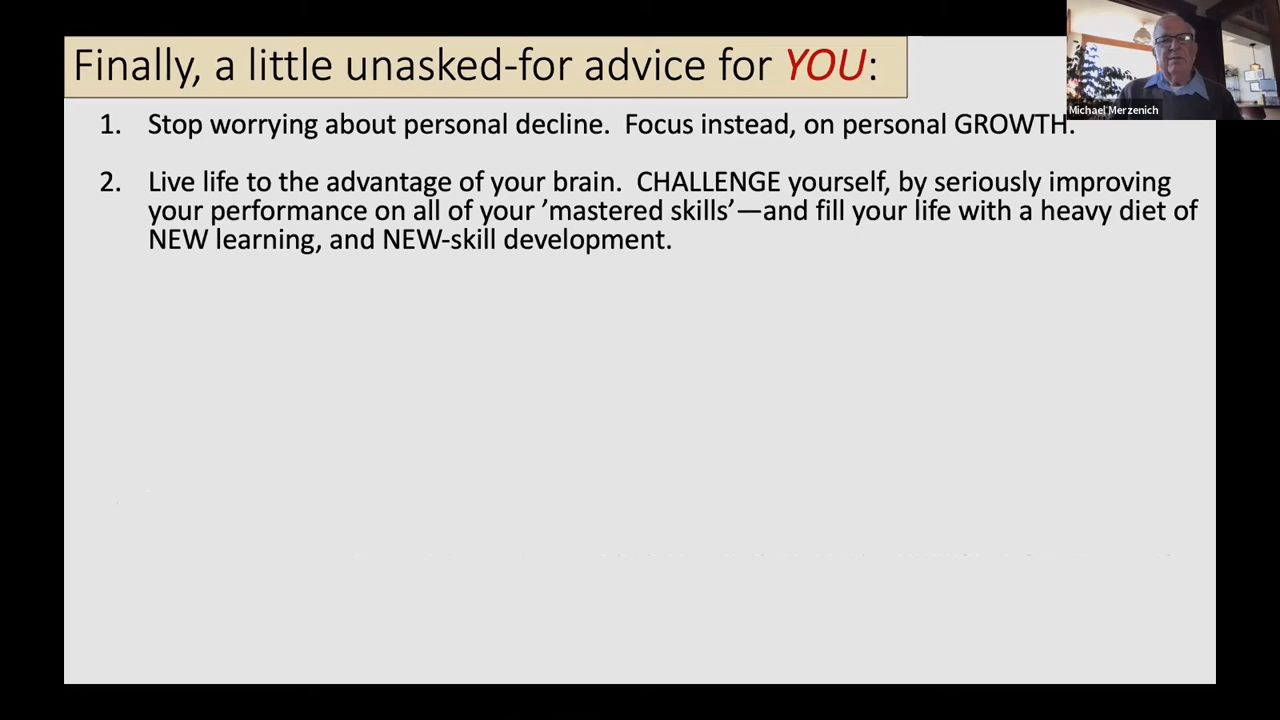 Finally, a little unasked-for advice for YOU:
Michael Merzenich
1. Stop worrying about personal decline. Focus instead, on personal GROWTH.
2. Live life to the advantage of your brain. CHALLENGE yourself, by seriously improving
your performance on all of your ’mastered skills’—and fill your life with a heavy diet of
NEW learning, and NEW-skill development.